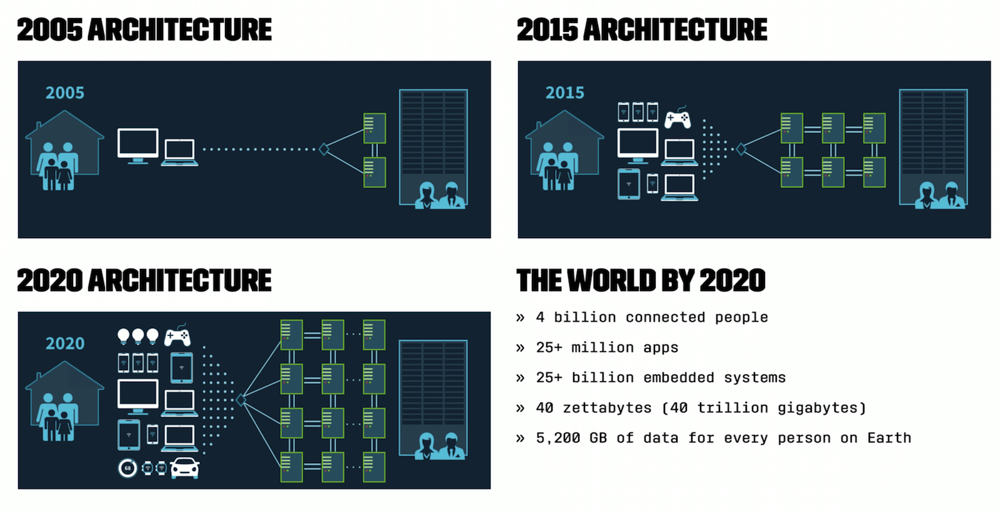 2005 ARCHITECTURE
2005
2015 ARCHITECTURE
2015
2020 ARCHITECTURE
2020
68
THE WORLD BY 2020
» 4 billion connected people
» 25+ million apps
» 25+ billion embedded systems
» 40 zettabytes (40 trillion gigabytes)
» 5,200 GB of data for every person on Earth